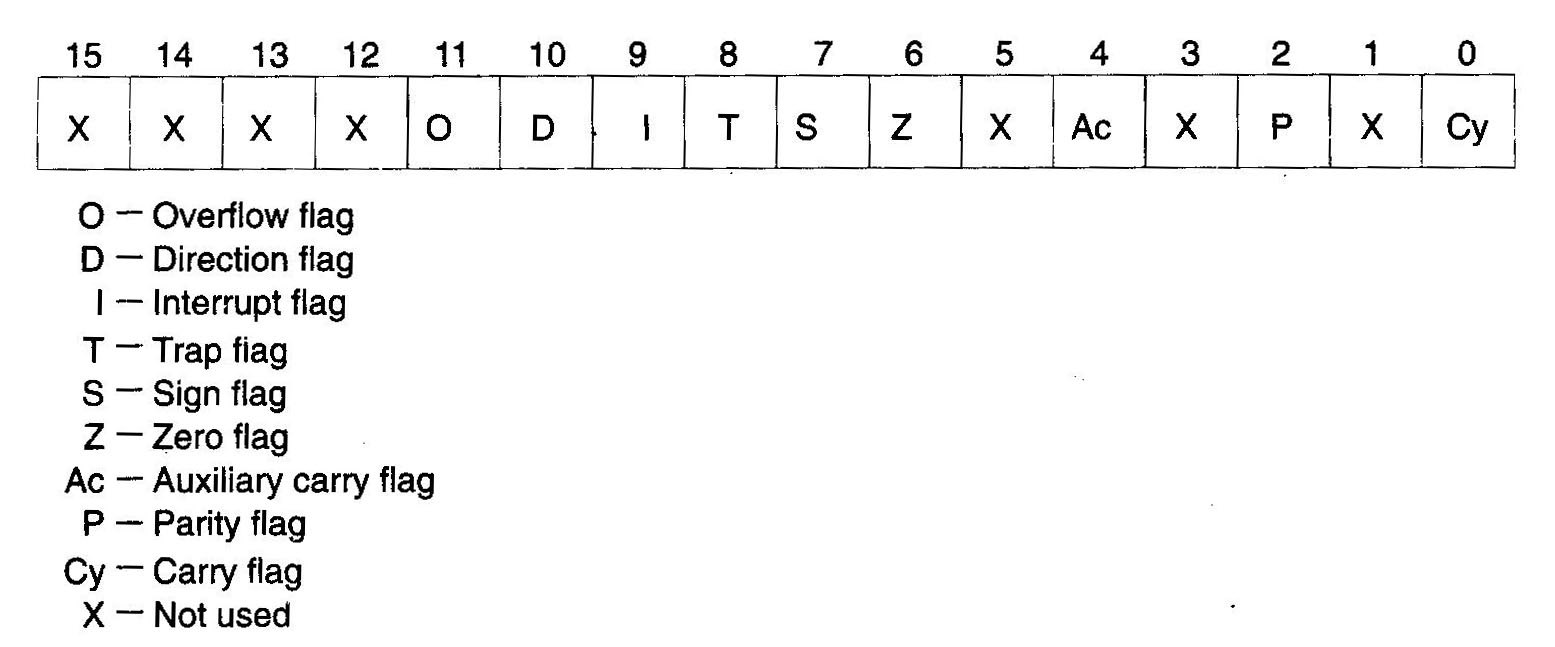 15 14 13 12 11 10 9 8 7 6 5 4 3 2 1 0
X X X X O D I T S Z X Ac X P X Cy
O — Overflow flag
D — Direction flag
I — Interrupt flag
T — Trap flag
S — Sign flag
Z — Zero flag
Ac — Auxiliary carry flag
P — Parity flag
Cy — Carry flag
X — Not used